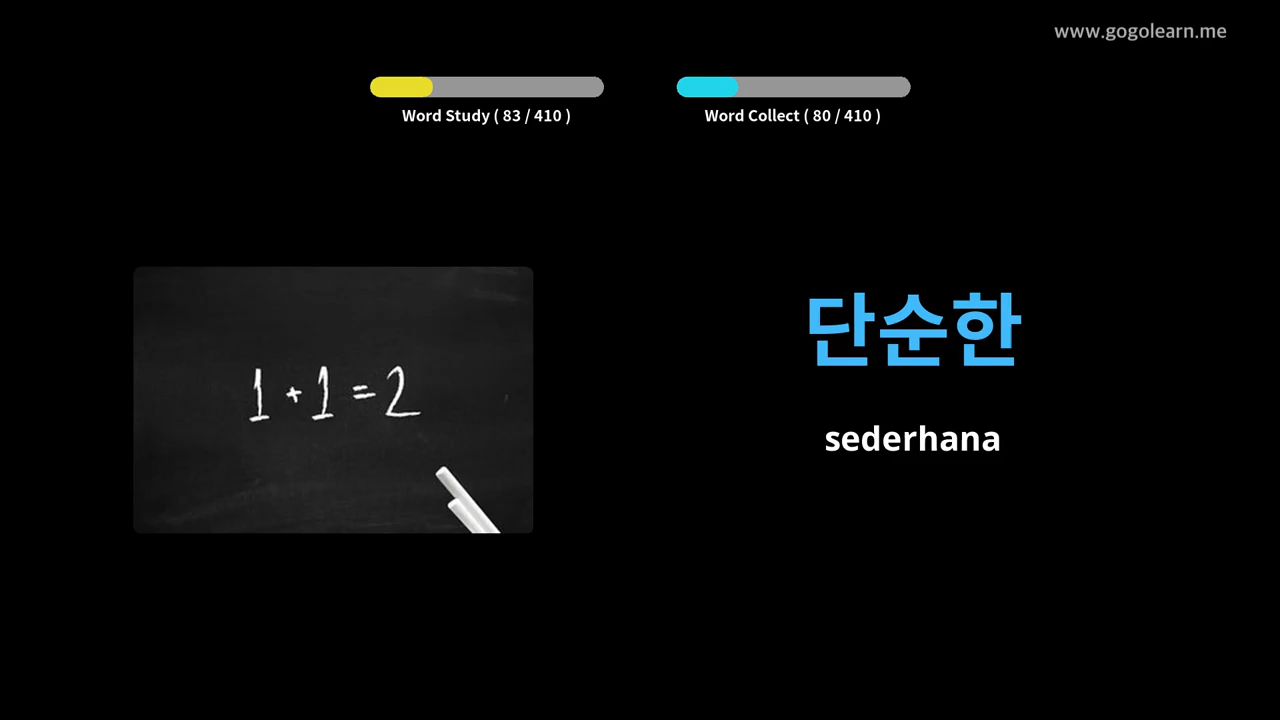 www.gogolearn.me
Word Study ( 83 / 410 )
Word Collect ( 80 / 410 )
1 + 1 = 2
단순한
sederhana